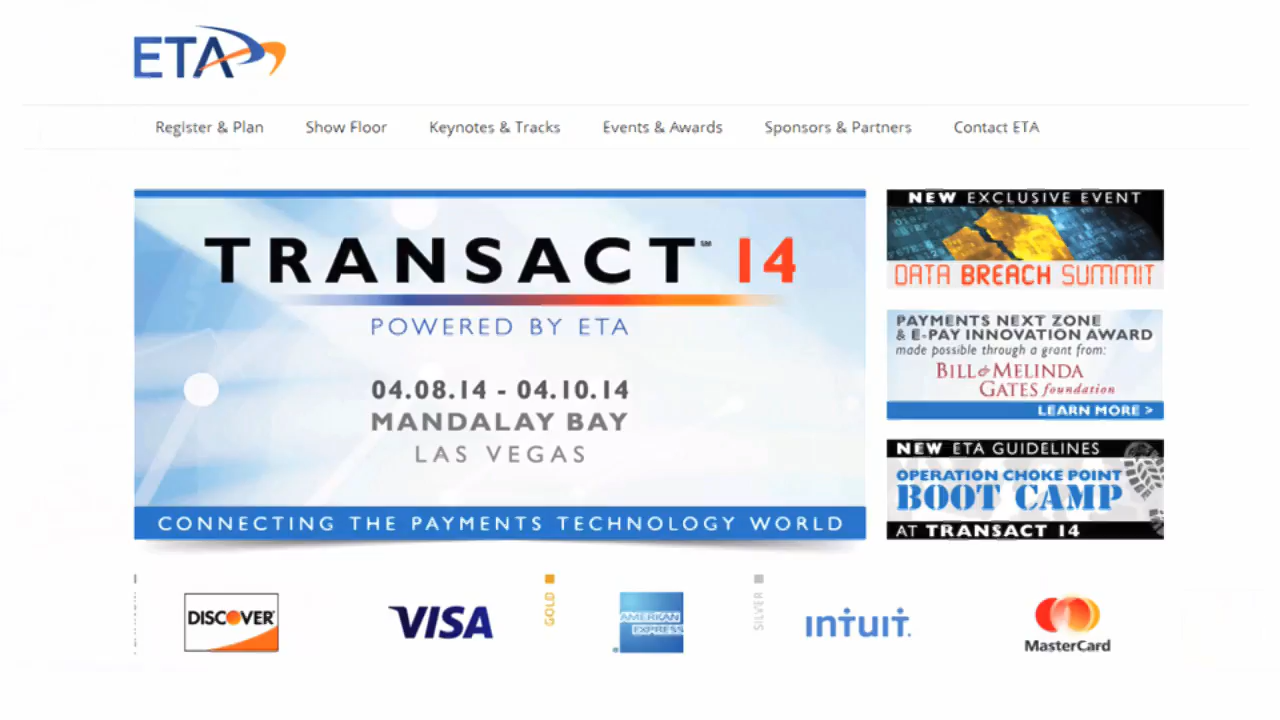 ETA
Register & Plan
Show Floor
Keynotes & Tracks
Events & Awards
Sponsors & Partners
Contact ETA
TRANSACT℠ 14
POWERED BY ETA
04.08.14 - 04.10.14
MANDALAY BAY
LAS VEGAS
CONNECTING THE PAYMENTS TECHNOLOGY WORLD
NEW EXCLUSIVE EVENT
DATA BREACH SUMMIT
PAYMENTS NEXT ZONE
& E-PAY INNOVATION AWARD
made possible through a grant from:
BILL & MELINDA
GATES foundation
LEARN MORE >
NEW ETA GUIDELINES
OPERATION CHOKE POINT
BOOT CAMP
AT TRANSACT 14
DISCOVER
VISA
GOLD
AMERICAN
EXPRESS
SILVER
intuit.
MasterCard